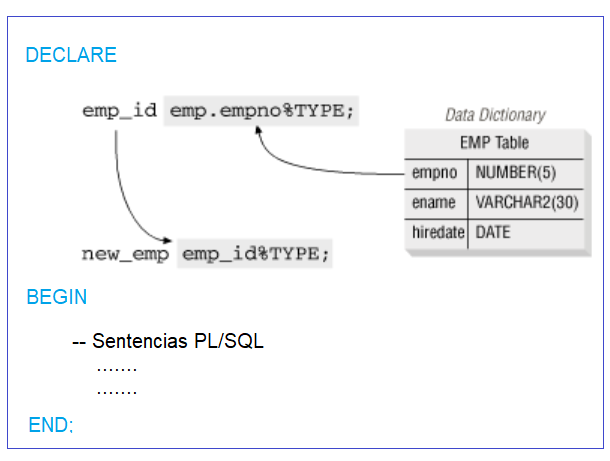 DECLARE
emp_id emp.empno%TYPE;
Data Dictionary
EMP Table
empno NUMBER(5)
ename VARCHAR2(30)
hiredate DATE
new_emp emp_id%TYPE;
BEGIN
-- Sentencias PL/SQL
.......
.......
END;